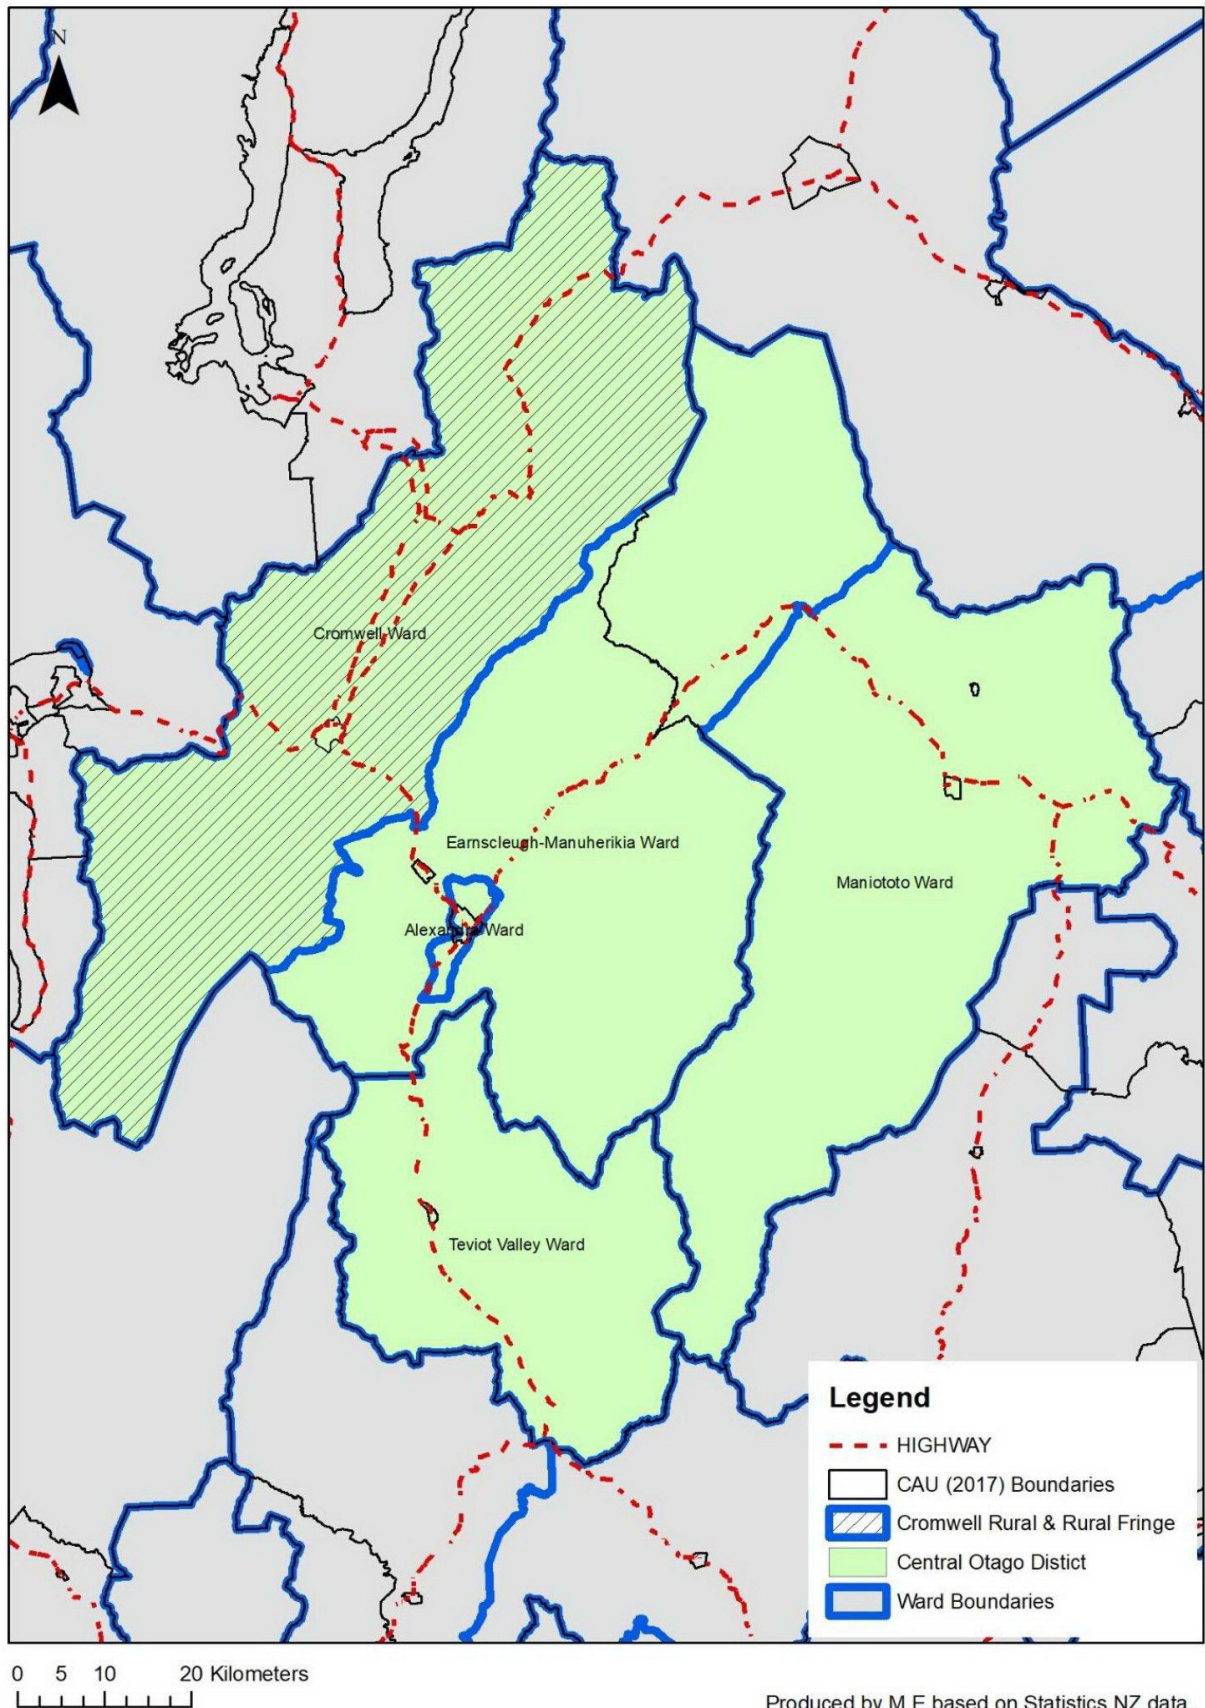 N
Cromwell Ward
Earnscleugh-Manuherikia Ward
Maniototo Ward
Alexandra Ward
Teviot Valley Ward
Legend
HIGHWAY
CAU (2017) Boundaries
Cromwell Rural & Rural Fringe
Central Otago Distict
Ward Boundaries
0 5 10 20 Kilometers
Produced by M.E based on Statistics NZ data